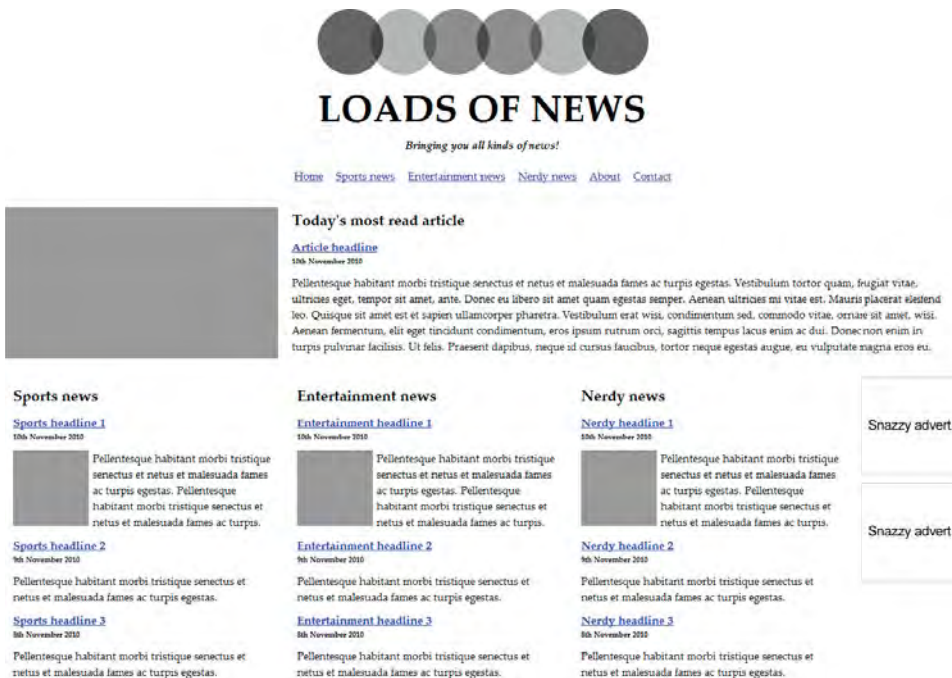 LOADS OF NEWS
Bringing you all kinds of news!
Home Sports news Entertainment news Nerdy news About Contact
Today's most read article
Article headline
10th November 2010
Pellentesque habitant morbi tristique senectus et netus et malesuada fames ac turpis egestas. Vestibulum tortor quam, feugiat vitae,
ultricies eget, tempor sit amet, ante. Donec eu libero sit amet quam egestas semper. Aenean ultricies mi vitae est. Mauris placerat eleifend
leo. Quisque sit amet est et sapien ullamcorper pharetra. Vestibulum erat wisi, condimentum sed, commodo vitae, ornare sit amet, wisi.
Aenean fermentum, elit eget tincidunt condimentum, eros ipsum rutrum orci, sagittis tempus lacus enim ac dui. Donec non enim in
turpis pulvinar facilisis. Ut felis. Praesent dapibus, neque id cursus faucibus, tortor neque egestas augue, eu vulputate magna eros eu.
Sports news
Sports headline 1
10th November 2010
Pellentesque habitant morbi tristique
senectus et netus et malesuada fames
ac turpis egestas. Pellentesque
habitant morbi tristique senectus et
netus et malesuada fames ac turpis.
Sports headline 2
9th November 2010
Pellentesque habitant morbi tristique senectus et
netus et malesuada fames ac turpis egestas.
Sports headline 3
8th November 2010
Pellentesque habitant morbi tristique senectus et
netus et malesuada fames ac turpis egestas.
Entertainment news
Entertainment headline 1
10th November 2010
Pellentesque habitant morbi tristique
senectus et netus et malesuada fames
ac turpis egestas. Pellentesque
habitant morbi tristique senectus et
netus et malesuada fames ac turpis.
Entertainment headline 2
9th November 2010
Pellentesque habitant morbi tristique senectus et
netus et malesuada fames ac turpis egestas.
Entertainment headline 3
8th November 2010
Pellentesque habitant morbi tristique senectus et
netus et malesuada fames ac turpis egestas.
Nerdy news
Nerdy headline 1
10th November 2010
Pellentesque habitant morbi tristique
senectus et netus et malesuada fames
ac turpis egestas. Pellentesque
habitant morbi tristique senectus et
netus et malesuada fames ac turpis.
Nerdy headline 2
9th November 2010
Pellentesque habitant morbi tristique senectus et
netus et malesuada fames ac turpis egestas.
Nerdy headline 3
8th November 2010
Pellentesque habitant morbi tristique senectus et
netus et malesuada fames ac turpis egestas.
Snazzy advert
Snazzy advert